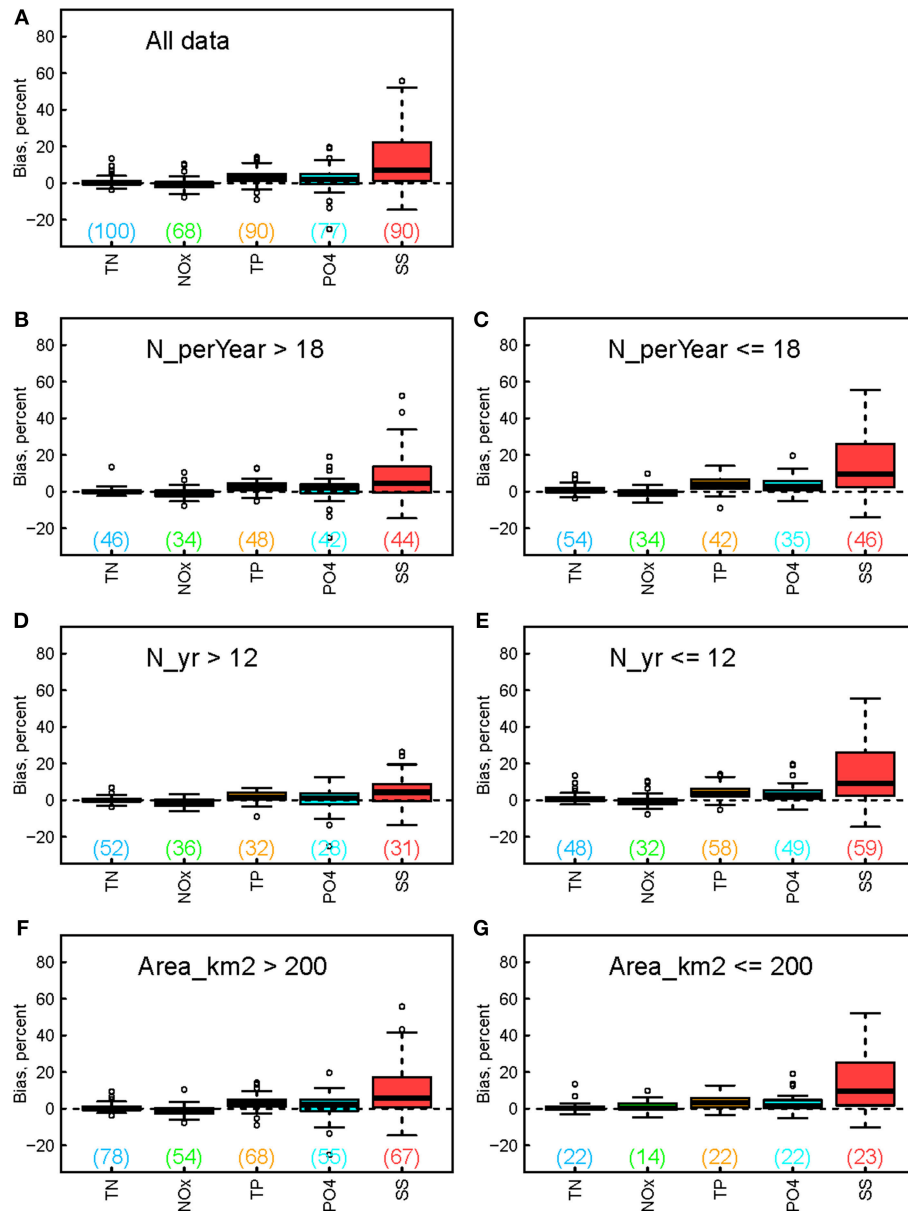 A
All data
Bias, percent
80
60
40
20
0
−20
(100) (68) (90) (77) (90)
TN NOx TP PO4 SS
B
N_perYear > 18
Bias, percent
80
60
40
20
0
−20
(46) (34) (48) (42) (44)
TN NOx TP PO4 SS
C
N_perYear <= 18
Bias, percent
80
60
40
20
0
−20
(54) (34) (42) (35) (46)
TN NOx TP PO4 SS
D
N_yr > 12
Bias, percent
80
60
40
20
0
−20
(52) (36) (32) (28) (31)
TN NOx TP PO4 SS
E
N_yr <= 12
Bias, percent
80
60
40
20
0
−20
(48) (32) (58) (49) (59)
TN NOx TP PO4 SS
F
Area_km2 > 200
Bias, percent
80
60
40
20
0
−20
(78) (54) (68) (55) (67)
TN NOx TP PO4 SS
G
Area_km2 <= 200
Bias, percent
80
60
40
20
0
−20
(22) (14) (22) (22) (23)
TN NOx TP PO4 SS